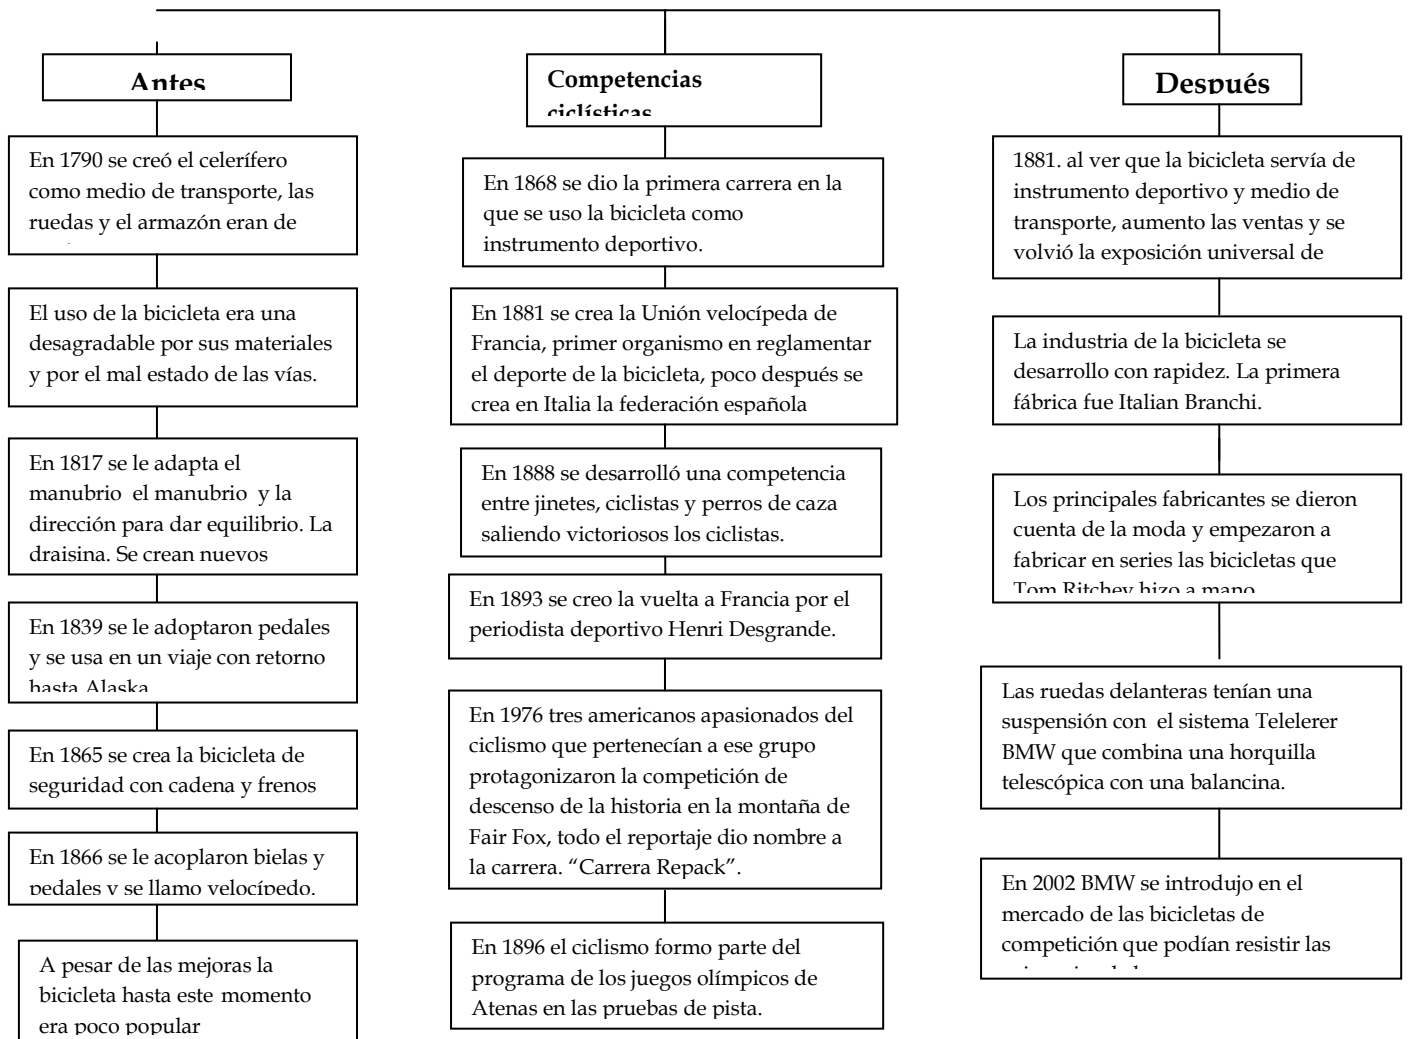 Antes
En 1790 se creó el celerífero
como medio de transporte, las
ruedas y el armazón eran de
El uso de la bicicleta era una
desagradable por sus materiales
y por el mal estado de las vías.
En 1817 se le adapta el
manubrio  el manubrio  y la
dirección para dar equilibrio. La
draisina. Se crean nuevos
En 1839 se le adoptaron pedales
y se usa en un viaje con retorno
hasta Alaska
En 1865 se crea la bicicleta de
seguridad con cadena y frenos
En 1866 se le acoplaron bielas y
pedales y se llamo velocípedo.
A pesar de las mejoras la
bicicleta hasta este momento
era poco popular
Competencias
ciclísticas
En 1868 se dio la primera carrera en la
que se uso la bicicleta como
instrumento deportivo.
En 1881 se crea la Unión velocípeda de
Francia, primer organismo en reglamentar
el deporte de la bicicleta, poco después se
crea en Italia la federación española
En 1888 se desarrolló una competencia
entre jinetes, ciclistas y perros de caza
saliendo victoriosos los ciclistas.
En 1893 se creo la vuelta a Francia por el
periodista deportivo Henri Desgrande.
En 1976 tres americanos apasionados del
ciclismo que pertenecían a ese grupo
protagonizaron la competición de
descenso de la historia en la montaña de
Fair Fox, todo el reportaje dio nombre a
la carrera. “Carrera Repack”.
En 1896 el ciclismo formo parte del
programa de los juegos olímpicos de
Atenas en las pruebas de pista.
Después
1881. al ver que la bicicleta servía de
instrumento deportivo y medio de
transporte, aumento las ventas y se
volvió la exposición universal de
La industria de la bicicleta se
desarrollo con rapidez. La primera
fábrica fue Italian Branchi.
Los principales fabricantes se dieron
cuenta de la moda y empezaron a
fabricar en series las bicicletas que
Tom Ritchey hizo a mano
Las ruedas delanteras tenían una
suspensión con  el sistema Telelerer
BMW que combina una horquilla
telescópica con una balancina.
En 2002 BMW se introdujo en el
mercado de las bicicletas de
competición que podían resistir las